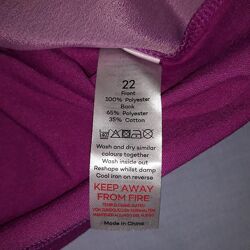 22
Front
100% Polyester
Back
65% Polyester
35% Cotton
Wash and dry similar
colours together
Wash inside out
Reshape whilst damp
Cool iron on reverse
KEEP AWAY
FROM FIRE
Made in China